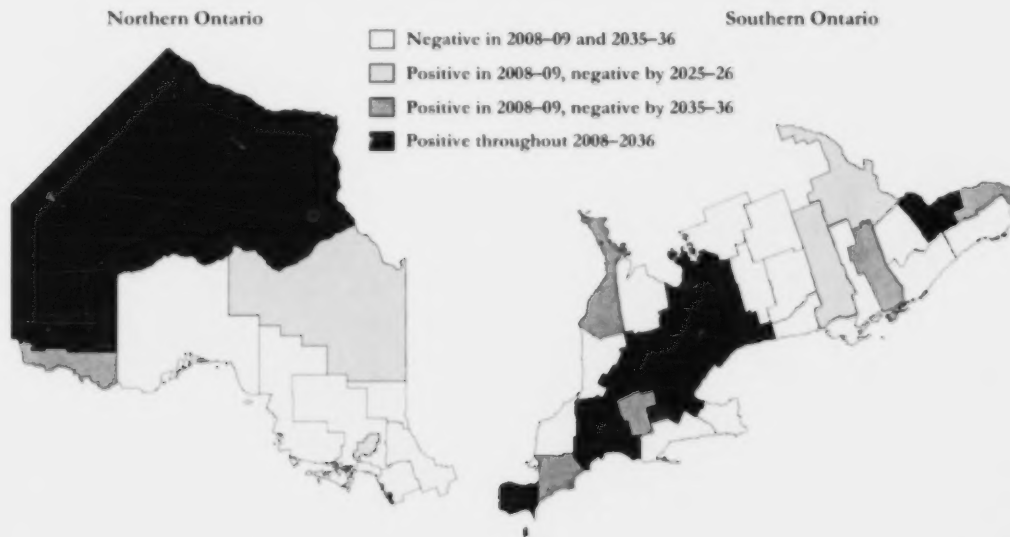 Northern Ontario
Southern Ontario
Negative in 2008–09 and 2035–36
Positive in 2008–09, negative by 2025–26
Positive in 2008–09, negative by 2035–36
Positive throughout 2008–2036